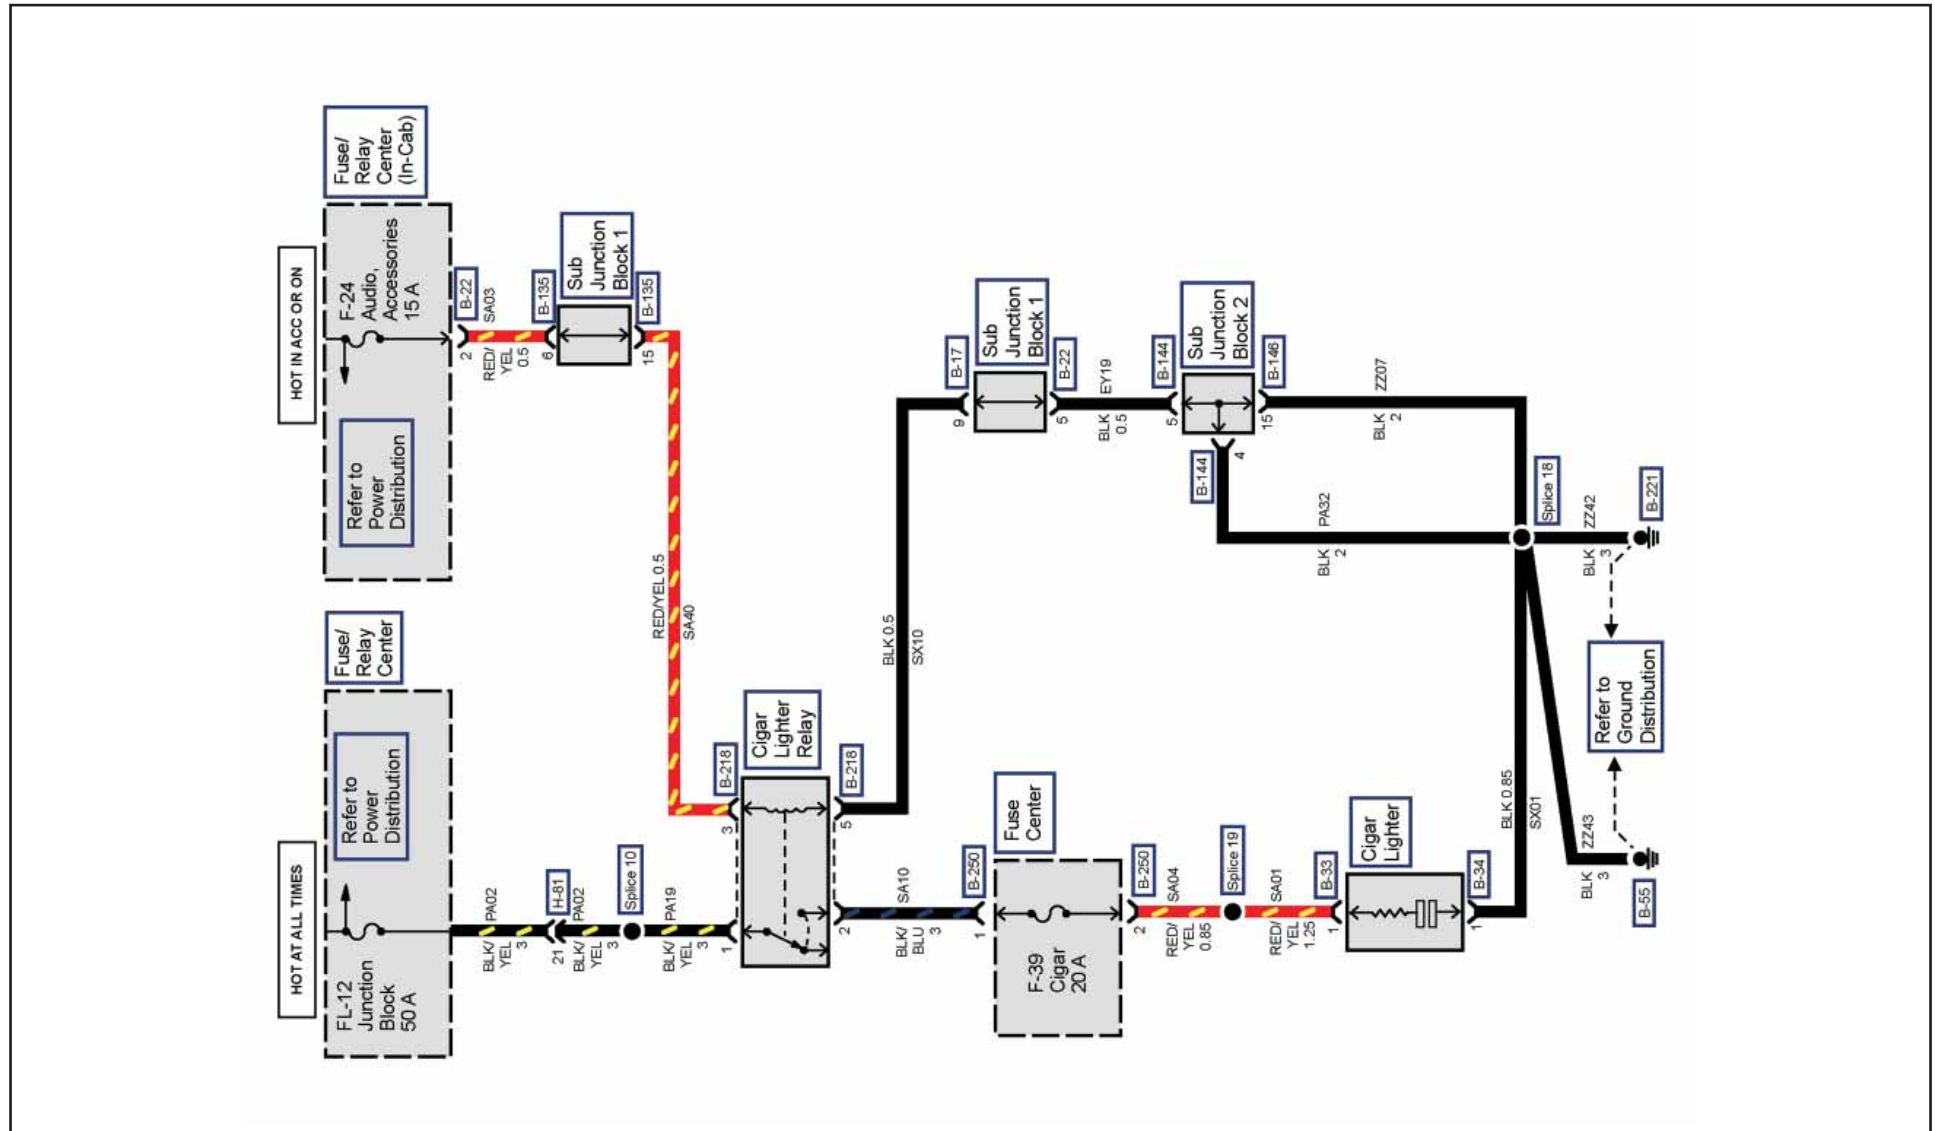 HOT AT ALL TIMES
HOT IN ACC OR ON
FL-12
Junction
Block
50 A
Refer to
Power
Distribution
Fuse/
Relay
Center
Refer to
Power
Distribution
F-24
Audio,
Accessories
15 A
Fuse/
Relay
Center
(In-Cab)
2
B-22
RED/
YEL
0.5
SA03
BLK/
YEL
3
PA02
6
B-135
Sub
Junction
Block 1
21
H-81
BLK/
YEL
3
PA02
15
B-135
Splice 10
BLK/
YEL
3
PA19
RED/YEL 0.5
SA40
1
3
B-218
Cigar
Lighter
Relay
2
5
B-218
BLK/
BLU
3
SA10
BLK 0.5
SX10
9
B-17
Sub
Junction
Block 1
1
B-250
Fuse
Center
F-39
Cigar
20 A
5
B-22
BLK
0.5
EY19
2
B-250
RED/
YEL
0.85
SA04
5
B-144
Sub
Junction
Block 2
B-144
4
15
B-146
Splice 19
RED/
YEL
1.25
SA01
1
B-33
Cigar
Lighter
BLK
2
PA32
BLK
2
ZZ07
1
B-34
BLK 0.85
SX01
Splice 18
BLK
3
ZZ43
BLK
3
ZZ42
Refer to
Ground
Distribution
B-55
B-221